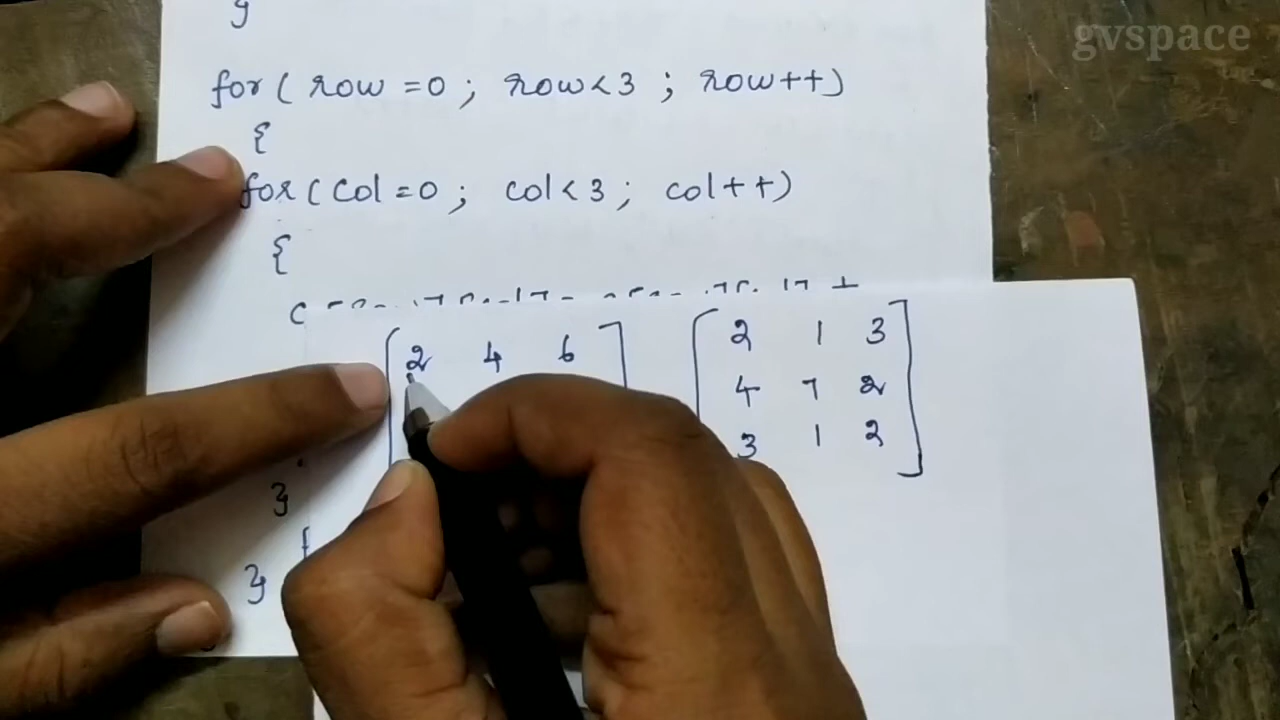 gvspace
}
for( row =0 ; row<3 ; row++)
{
for( col =0 ; col<3 ; col++)
{
2 4 6
2 1 3
4 7 2
3 1 2
}
}